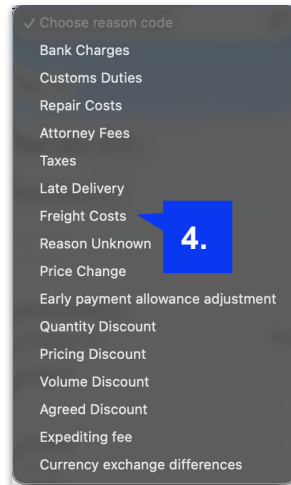 ✓ Choose reason code
Bank Charges
Customs Duties
Repair Costs
Attorney Fees
Taxes
Late Delivery
Freight Costs
4.
Reason Unknown
Price Change
Early payment allowance adjustment
Quantity Discount
Pricing Discount
Volume Discount
Agreed Discount
Expediting fee
Currency exchange differences